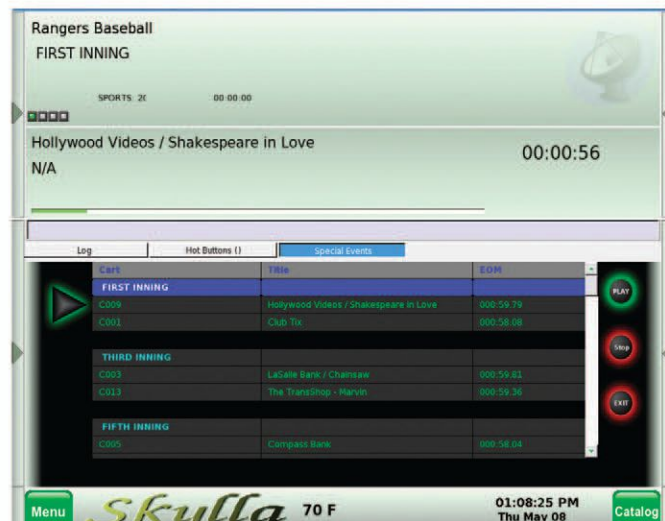 Rangers Baseball
FIRST INNING
SPORTS: 20 00:00:00
Hollywood Videos / Shakespeare in Love 00:00:56
N/A
Log Hot Buttons () Special Events
Cart Title EOM
FIRST INNING
C009 Hollywood Videos / Shakespeare in Love 000:59.79
C001 Club Tix 000:58.08
PLAY
THIRD INNING
C003 LaSalle Bank / Chainsaw 000:59.81
C013 The TransShop - Marvin 000:59.36
Stop
FIFTH INNING
C005 Compass Bank 000:58.04
EXIT
Menu Skylla 70 F 01:08:25 PM Catalog
Thu May 08